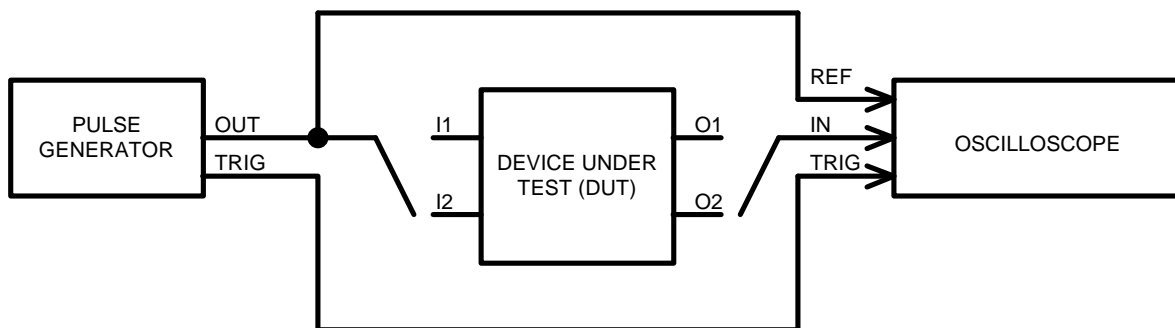 REF
PULSE
GENERATOR
OUT
TRIG
I1
I2
DEVICE UNDER
TEST (DUT)
O1
O2
IN
TRIG
OSCILLOSCOPE